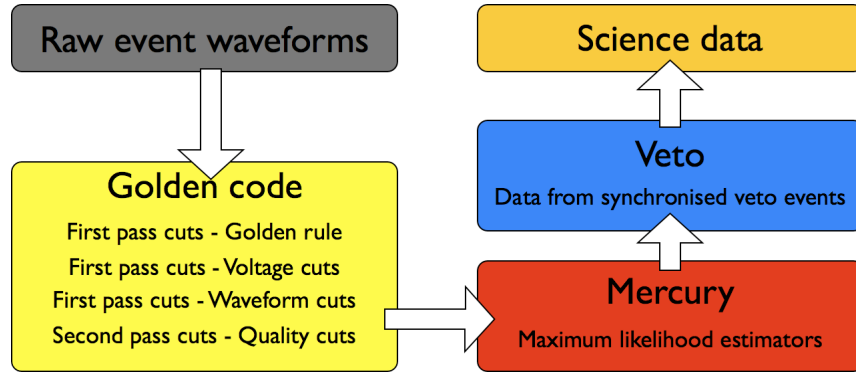 Raw event waveforms
Golden code
First pass cuts - Golden rule
First pass cuts - Voltage cuts
First pass cuts - Waveform cuts
Second pass cuts - Quality cuts
Mercury
Maximum likelihood estimators
Veto
Data from synchronised veto events
Science data